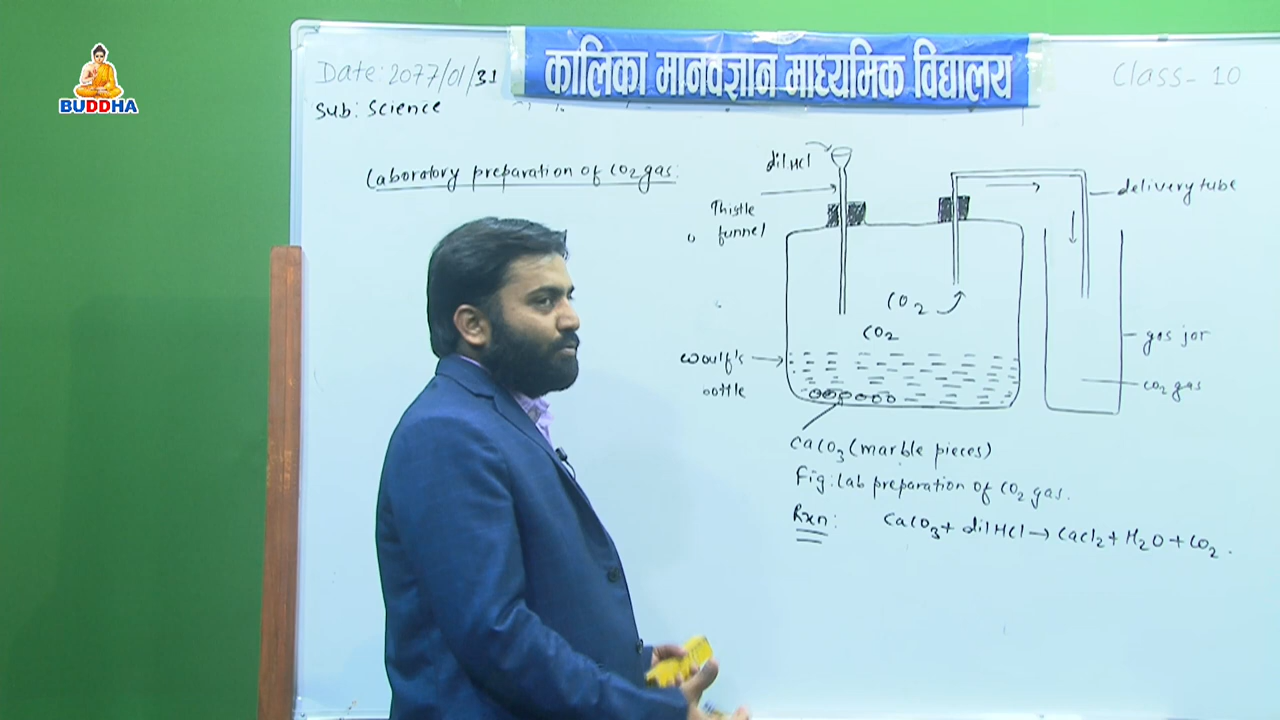 BUDDHA
Date: 2077/01/31
कालिका मानवज्ञान माध्यमिक विद्यालय
Class- 10
Sub: Science
Laboratory preparation of CO2 gas:
dil HCl
Thistle
funnel
delivery tube
CO2
CO2
woulf's
bottle
gas jar
CO2 gas
CaCO3 (marble pieces)
Fig: Lab preparation of CO2 gas.
Rxn: CaCO3 + dil HCl → CaCl2 + H2O + CO2.